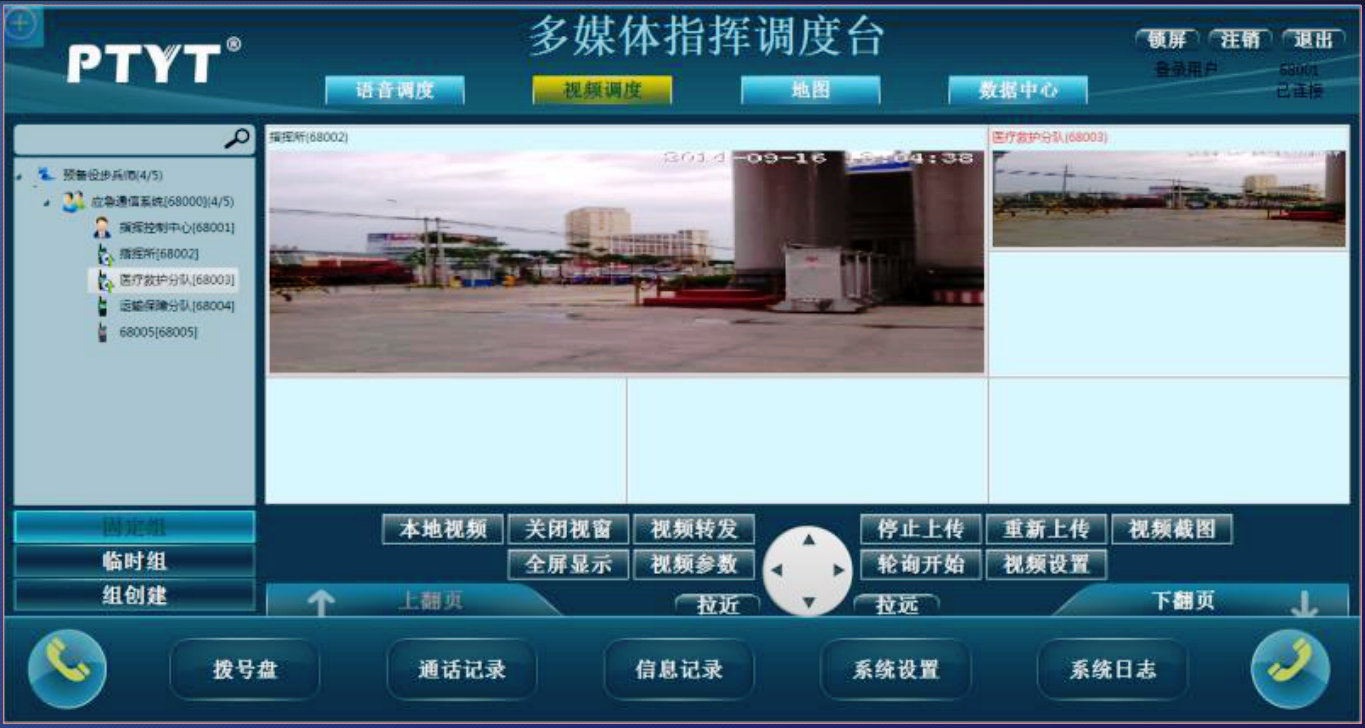 PTYT®
多媒体指挥调度台
锁屏 注销 退出
登录用户 68001
已连接
语音调度 视频调度 地图 数据中心
预备役步兵师(4/5)
应急通信系统[68000](4/5)
指挥控制中心[68001]
指挥所[68002]
医疗救护分队[68003]
运输保障分队[68004]
68005[68005]
指挥所(68002)
医疗救护分队(68003)
固定组
临时组
组创建
本地视频 关闭视窗 视频转发 停止上传 重新上传 视频截图
全屏显示 视频参数 轮询开始 视频设置
上翻页 拉近 拉远 下翻页
拨号盘 通话记录 信息记录 系统设置 系统日志